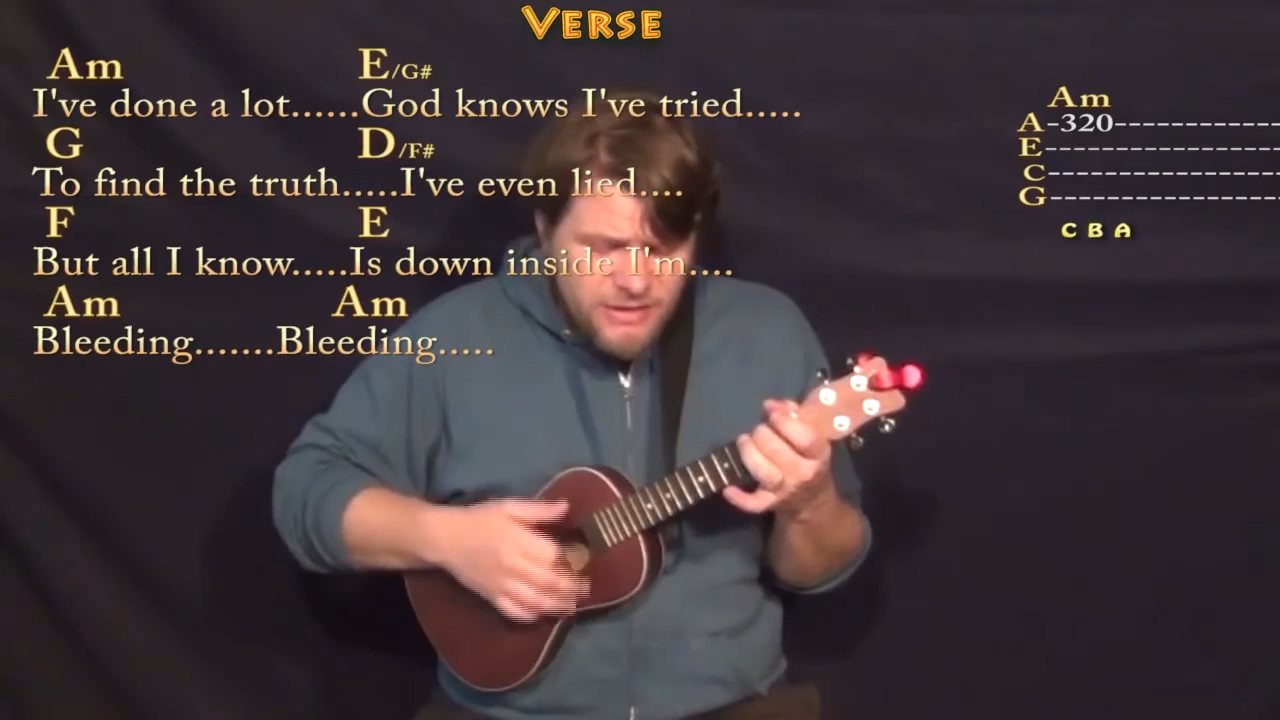 VERSE
Am E/G#
I've done a lot......God knows I've tried.....
G D/F#
To find the truth.....I've even lied....
F E
But all I know.....Is down inside I'm....
Am Am
Bleeding.......Bleeding.....
Am
A-320-----------
E---------------
C---------------
G---------------
C B A